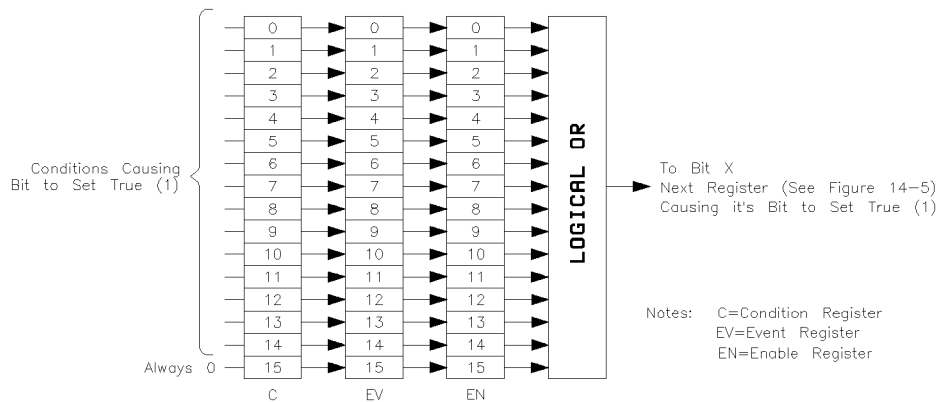 0 0 0
1 1 1
2 2 2
3 3 3
4 4 4
5 5 5
Conditions Causing
Bit to Set True (1)
6 6 6
7 7 7
8 8 8
9 9 9
10 10 10
11 11 11
12 12 12
13 13 13
14 14 14
Always 0 15 15 15
C EV EN
LOGICAL OR
To Bit X
Next Register (See Figure 14-5)
Causing it's Bit to Set True (1)
Notes: C=Condition Register
EV=Event Register
EN=Enable Register